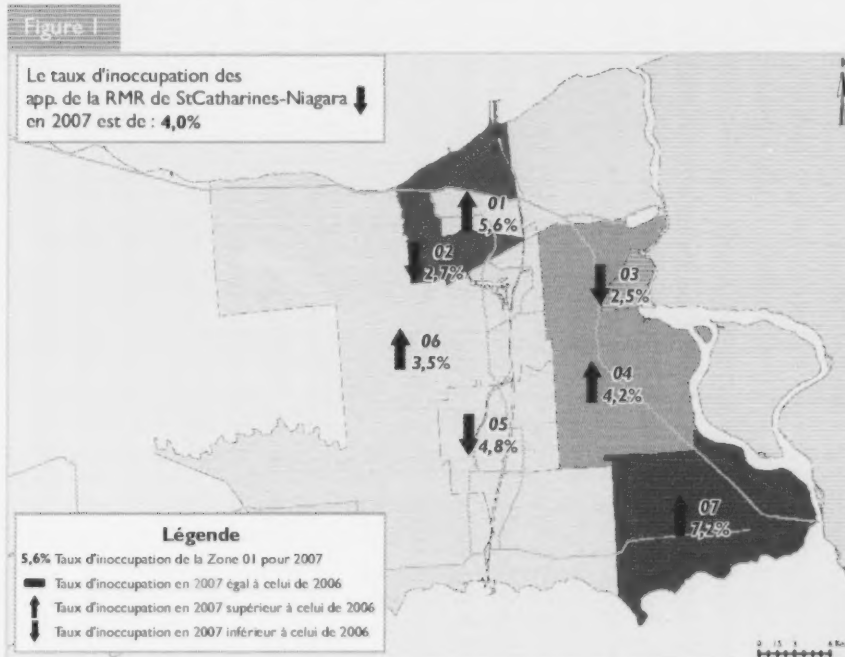 Figure 1
Le taux d'inoccupation des
app. de la RMR de StCatharines-Niagara
en 2007 est de : 4,0%
01
5,6%
02
2,7%
03
2,5%
06
3,5%
04
4,2%
05
4,8%
07
7,2%
Légende
5,6% Taux d'inoccupation de la Zone 01 pour 2007
Taux d'inoccupation en 2007 égal à celui de 2006
Taux d'inoccupation en 2007 supérieur à celui de 2006
Taux d'inoccupation en 2007 inférieur à celui de 2006